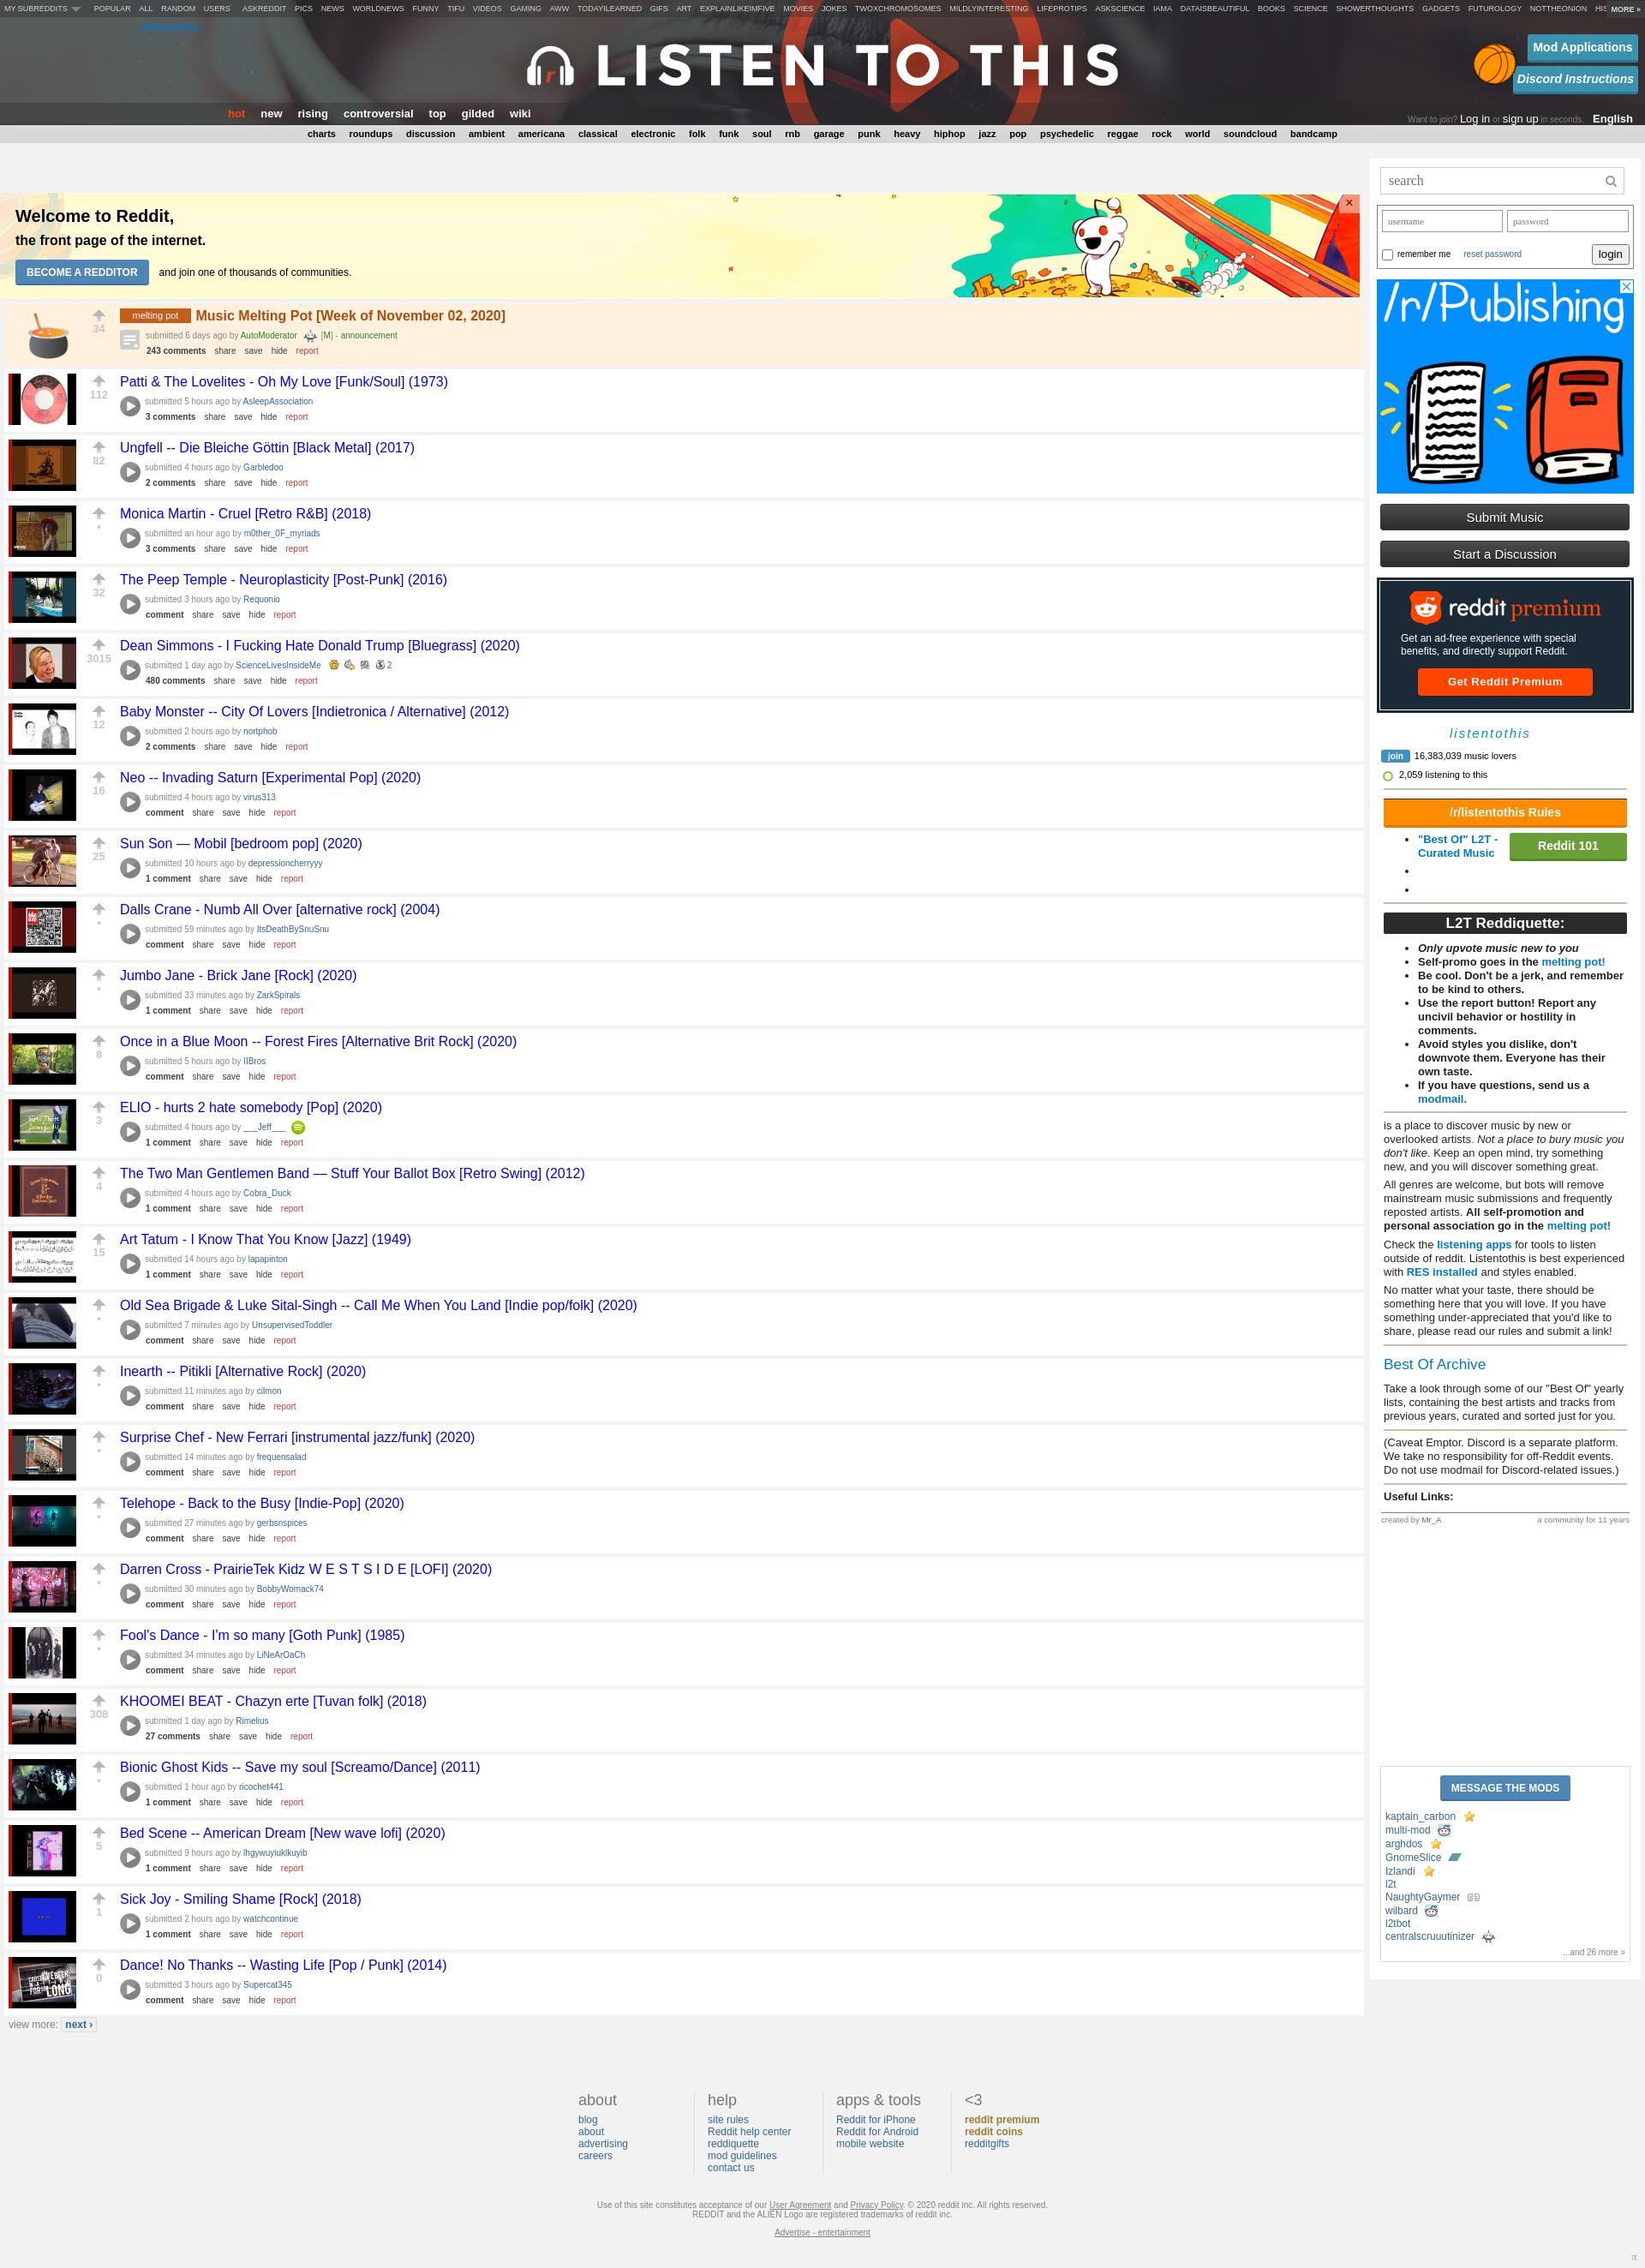 MY SUBREDDITS POPULAR ALL RANDOM USERS ASKREDDIT PICS NEWS WORLDNEWS FUNNY TIFU VIDEOS GAMING AWW TODAYILEARNED GIFS ART EXPLAINLIKEIMFIVE MOVIES JOKES TWOXCHROMOSOMES MILDLYINTERESTING LIFEPROTIPS ASKSCIENCE IAMA DATAISBEAUTIFUL BOOKS SCIENCE SHOWERTHOUGHTS GADGETS FUTUROLOGY NOTTHEONION HIS MORE »
LISTEN TO THIS
Mod Applications
Discord Instructions
hot new rising controversial top gilded wiki
Want to join? Log in or sign up in seconds. English
charts roundups discussion ambient americana classical electronic folk funk soul rnb garage punk heavy hiphop jazz pop psychedelic reggae rock world soundcloud bandcamp
Welcome to Reddit,
the front page of the internet.
BECOME A REDDITOR and join one of thousands of communities.
×
34
melting pot Music Melting Pot [Week of November 02, 2020]
submitted 6 days ago by AutoModerator [M] - announcement
243 comments share save hide report
112
Patti & The Lovelites - Oh My Love [Funk/Soul] (1973)
submitted 5 hours ago by AsleepAssociation
3 comments share save hide report
82
Ungfell -- Die Bleiche Göttin [Black Metal] (2017)
submitted 4 hours ago by Garbledoo
2 comments share save hide report
•
Monica Martin - Cruel [Retro R&B] (2018)
submitted an hour ago by m0ther_0F_myriads
3 comments share save hide report
32
The Peep Temple - Neuroplasticity [Post-Punk] (2016)
submitted 3 hours ago by Requonio
comment share save hide report
3015
Dean Simmons - I Fucking Hate Donald Trump [Bluegrass] (2020)
submitted 1 day ago by ScienceLivesInsideMe 2
480 comments share save hide report
12
Baby Monster -- City Of Lovers [Indietronica / Alternative] (2012)
submitted 2 hours ago by nortphob
2 comments share save hide report
16
Neo -- Invading Saturn [Experimental Pop] (2020)
submitted 4 hours ago by virus313
comment share save hide report
25
Sun Son — Mobil [bedroom pop] (2020)
submitted 10 hours ago by depressioncherryyy
1 comment share save hide report
•
Dalls Crane - Numb All Over [alternative rock] (2004)
submitted 59 minutes ago by ItsDeathBySnuSnu
comment share save hide report
•
Jumbo Jane - Brick Jane [Rock] (2020)
submitted 33 minutes ago by ZarkSpirals
1 comment share save hide report
8
Once in a Blue Moon -- Forest Fires [Alternative Brit Rock] (2020)
submitted 5 hours ago by IIBros
comment share save hide report
3
ELIO - hurts 2 hate somebody [Pop] (2020)
submitted 4 hours ago by ___Jeff___
1 comment share save hide report
4
The Two Man Gentlemen Band — Stuff Your Ballot Box [Retro Swing] (2012)
submitted 4 hours ago by Cobra_Duck
1 comment share save hide report
15
Art Tatum - I Know That You Know [Jazz] (1949)
submitted 14 hours ago by lapapinton
1 comment share save hide report
•
Old Sea Brigade & Luke Sital-Singh -- Call Me When You Land [Indie pop/folk] (2020)
submitted 7 minutes ago by UnsupervisedToddler
comment share save hide report
•
Inearth -- Pitikli [Alternative Rock] (2020)
submitted 11 minutes ago by cilmon
comment share save hide report
•
Surprise Chef - New Ferrari [instrumental jazz/funk] (2020)
submitted 14 minutes ago by frequensalad
comment share save hide report
•
Telehope - Back to the Busy [Indie-Pop] (2020)
submitted 27 minutes ago by gerbsnspices
comment share save hide report
•
Darren Cross - PrairieTek Kidz W E S T S I D E [LOFI] (2020)
submitted 30 minutes ago by BobbyWomack74
comment share save hide report
•
Fool's Dance - I'm so many [Goth Punk] (1985)
submitted 34 minutes ago by LiNeArOaCh
comment share save hide report
308
KHOOMEI BEAT - Chazyn erte [Tuvan folk] (2018)
submitted 1 day ago by Rimelius
27 comments share save hide report
•
Bionic Ghost Kids -- Save my soul [Screamo/Dance] (2011)
submitted 1 hour ago by ricochet441
1 comment share save hide report
5
Bed Scene -- American Dream [New wave lofi] (2020)
submitted 9 hours ago by lhgywuyiuklkuyib
1 comment share save hide report
1
Sick Joy - Smiling Shame [Rock] (2018)
submitted 2 hours ago by watchcontinue
1 comment share save hide report
0
Dance! No Thanks -- Wasting Life [Pop / Punk] (2014)
submitted 3 hours ago by Supercat345
comment share save hide report
view more: next ›
search
username password
remember me reset password login
/r/Publishing
Submit Music
Start a Discussion
reddit premium
Get an ad-free experience with special
benefits, and directly support Reddit.
Get Reddit Premium
listentothis
join 16,383,039 music lovers
2,059 listening to this
/r/listentothis Rules
"Best Of" L2T -
Curated Music
Reddit 101
L2T Reddiquette:
Only upvote music new to you
Self-promo goes in the melting pot!
Be cool. Don't be a jerk, and remember
to be kind to others.
Use the report button! Report any
uncivil behavior or hostility in
comments.
Avoid styles you dislike, don't
downvote them. Everyone has their
own taste.
If you have questions, send us a
modmail.
is a place to discover music by new or
overlooked artists. Not a place to bury music you
don't like. Keep an open mind, try something
new, and you will discover something great.
All genres are welcome, but bots will remove
mainstream music submissions and frequently
reposted artists. All self-promotion and
personal association go in the melting pot!
Check the listening apps for tools to listen
outside of reddit. Listentothis is best experienced
with RES installed and styles enabled.
No matter what your taste, there should be
something here that you will love. If you have
something under-appreciated that you'd like to
share, please read our rules and submit a link!
Best Of Archive
Take a look through some of our "Best Of" yearly
lists, containing the best artists and tracks from
previous years, curated and sorted just for you.
(Caveat Emptor. Discord is a separate platform.
We take no responsibility for off-Reddit events.
Do not use modmail for Discord-related issues.)
Useful Links:
created by Mr_A a community for 11 years
MESSAGE THE MODS
kaptain_carbon
multi-mod
arghdos
GnomeSlice
Izlandi
l2t
NaughtyGaymer
wilbard
l2tbot
centralscruuutinizer
...and 26 more »
about
blog
about
advertising
careers
help
site rules
Reddit help center
reddiquette
mod guidelines
contact us
apps & tools
Reddit for iPhone
Reddit for Android
mobile website
<3
reddit premium
reddit coins
redditgifts
Use of this site constitutes acceptance of our User Agreement and Privacy Policy. © 2020 reddit inc. All rights reserved.
REDDIT and the ALIEN Logo are registered trademarks of reddit inc.
Advertise - entertainment
π